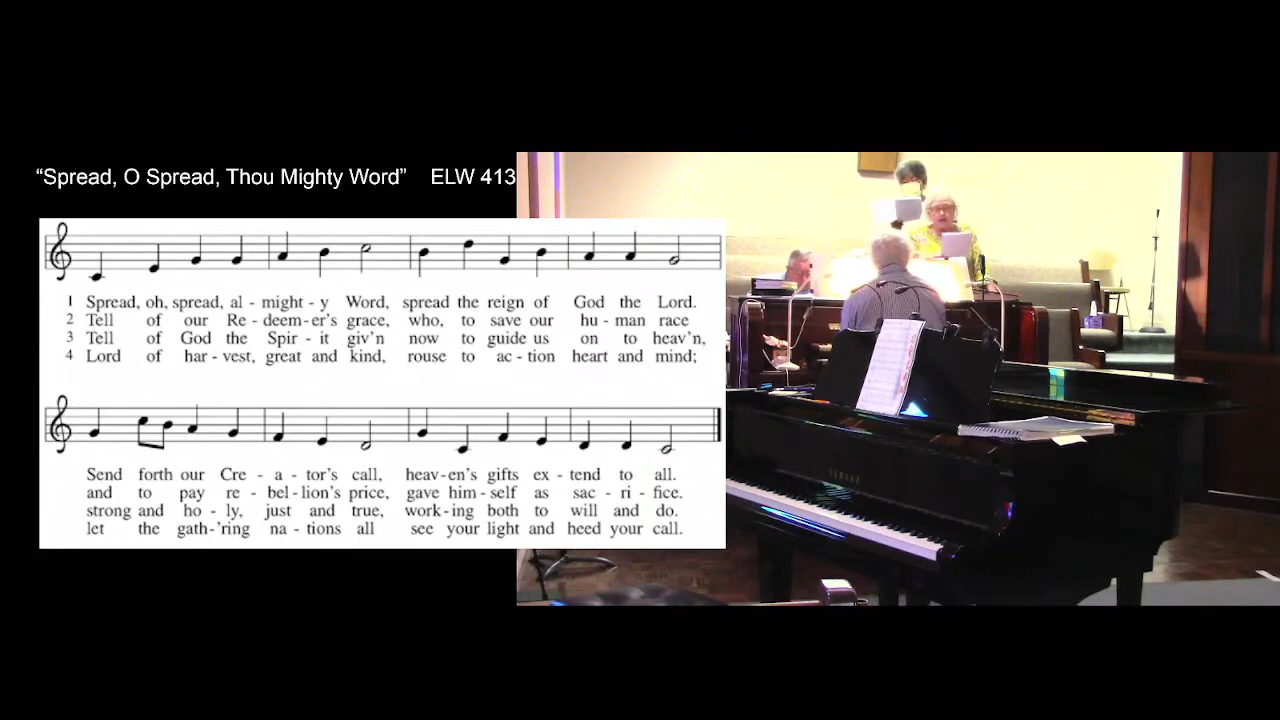 “Spread, O Spread, Thou Mighty Word” ELW 413
1 Spread, oh, spread, al - might - y Word, spread the reign of God the Lord.
2 Tell of our Re - deem - er's grace, who, to save our hu - man race
3 Tell of God the Spir - it giv'n now to guide us on to heav'n,
4 Lord of har - vest, great and kind, rouse to ac - tion heart and mind;
Send forth our Cre - a - tor's call, heav - en's gifts ex - tend to all.
and to pay re - bel - lion's price, gave him - self as sac - ri - fice.
strong and ho - ly, just and true, work - ing both to will and do.
let the gath - 'ring na - tions all see your light and heed your call.
YAMAHA